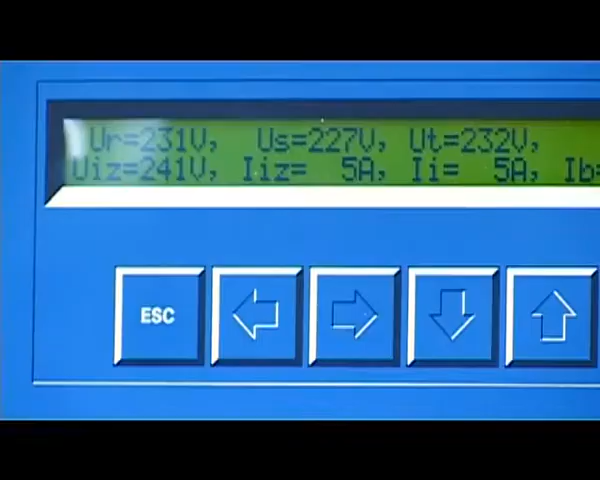 Ur=231V, Us=227V, Ut=232V,
Uiz=241V, Iiz= 5A, Ii= 5A, Ib=
ESC